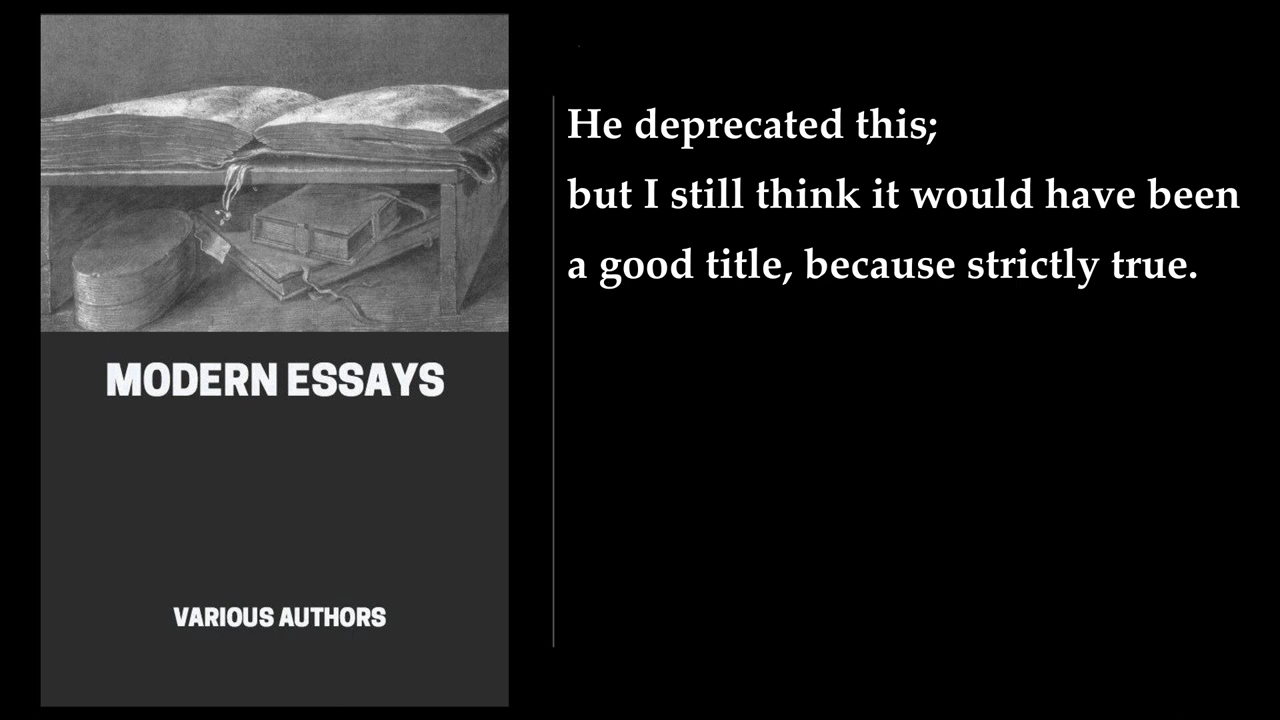 MODERN ESSAYS
VARIOUS AUTHORS
He deprecated this;
but I still think it would have been
a good title, because strictly true.